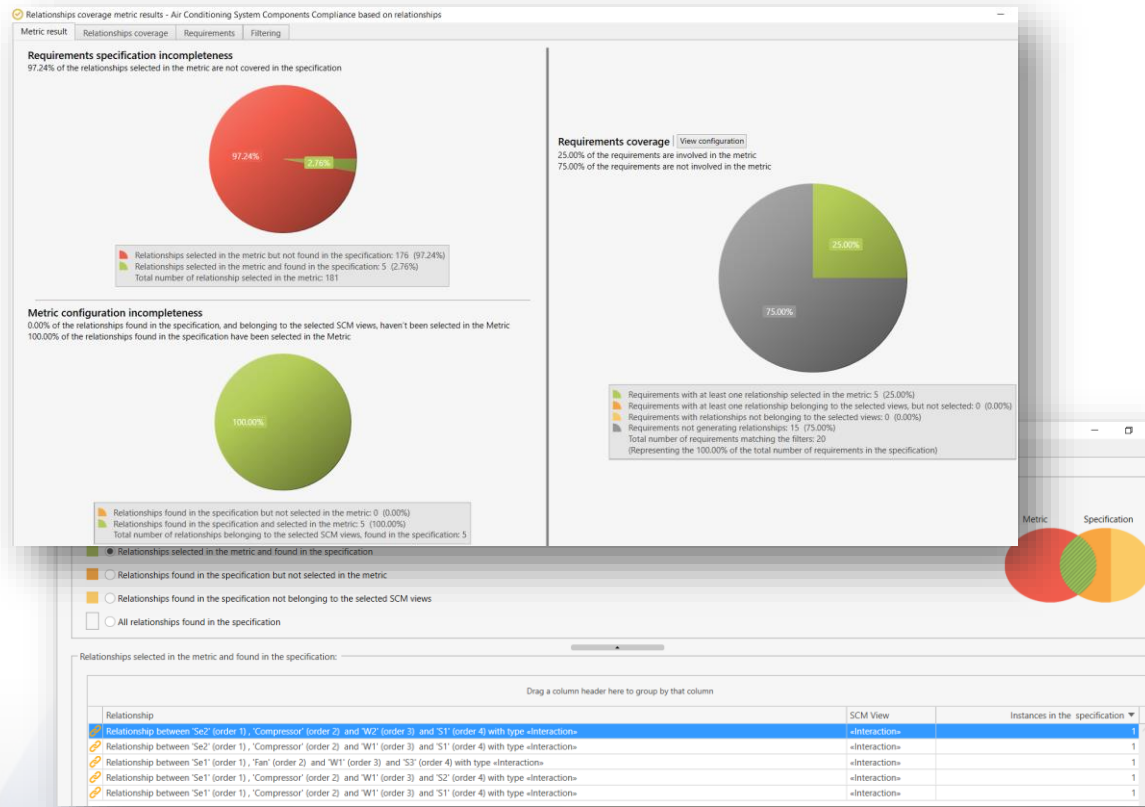 Relationships coverage metric results - Air Conditioning System Components Compliance based on relationships
Metric result Relationships coverage Requirements Filtering
Requirements specification incompleteness
97.24% of the relationships selected in the metric are not covered in the specification
97.24%
2.76%
Relationships selected in the metric but not found in the specification: 176 (97.24%)
Relationships selected in the metric and found in the specification: 5 (2.76%)
Total number of relationship selected in the metric: 181
Metric configuration incompleteness
0.00% of the relationships found in the specification, and belonging to the selected SCM views, haven't been selected in the Metric
100.00% of the relationships found in the specification have been selected in the Metric
100.00%
Relationships found in the specification but not selected in the metric: 0 (0.00%)
Relationships found in the specification and selected in the metric: 5 (100.00%)
Total number of relationships belonging to the selected SCM views, found in the specification: 5
Requirements coverage View configuration
25.00% of the requirements are involved in the metric
75.00% of the requirements are not involved in the metric
25.00%
75.00%
Requirements with at least one relationship selected in the metric: 5 (25.00%)
Requirements with at least one relationship belonging to the selected views, but not selected: 0 (0.00%)
Requirements with relationships not belonging to the selected views: 0 (0.00%)
Requirements not generating relationships: 15 (75.00%)
Total number of requirements matching the filters: 20
(Representing the 100.00% of the total number of requirements in the specification)
Metric Specification
Relationships selected in the metric and found in the specification
Relationships found in the specification but not selected in the metric
Relationships found in the specification not belonging to the selected SCM views
All relationships found in the specification
Relationships selected in the metric and found in the specification:
Drag a column header here to group by that column
Relationship SCM View Instances in the specification
Relationship between 'Se2' (order 1) , 'Compressor' (order 2) and 'W2' (order 3) and 'S1' (order 4) with type «Interaction» «Interaction» 1
Relationship between 'Se2' (order 1) , 'Compressor' (order 2) and 'W1' (order 3) and 'S1' (order 4) with type «Interaction» «Interaction» 1
Relationship between 'Se1' (order 1) , 'Fan' (order 2) and 'W1' (order 3) and 'S3' (order 4) with type «Interaction» «Interaction» 1
Relationship between 'Se1' (order 1) , 'Compressor' (order 2) and 'W1' (order 3) and 'S2' (order 4) with type «Interaction» «Interaction» 1
Relationship between 'Se1' (order 1) , 'Compressor' (order 2) and 'W1' (order 3) and 'S1' (order 4) with type «Interaction» «Interaction» 1